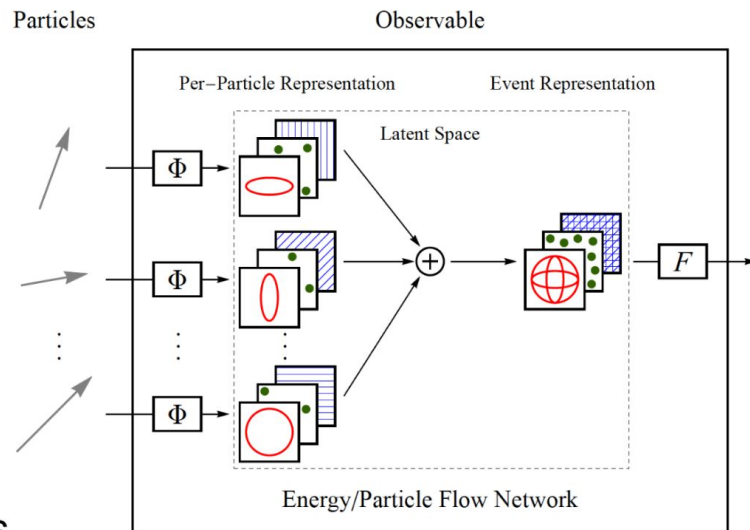 Particles
Observable
Per-Particle Representation
Event Representation
Latent Space
Φ
Φ
Φ
F
Energy/Particle Flow Network